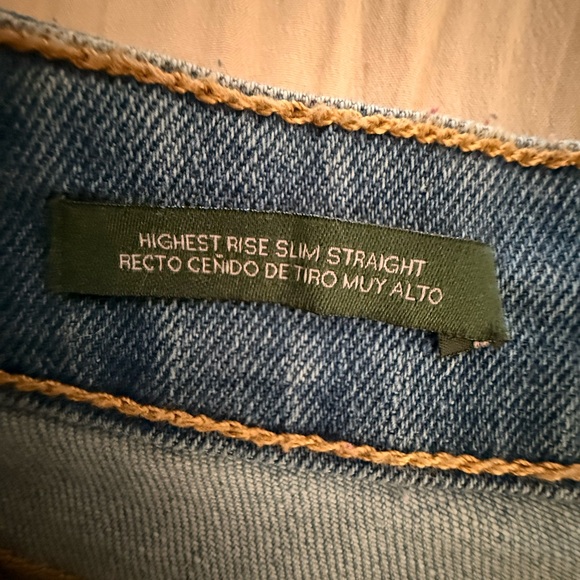 HIGHEST RISE SLIM STRAIGHT
RECTO CEÑIDO DE TIRO MUY ALTO